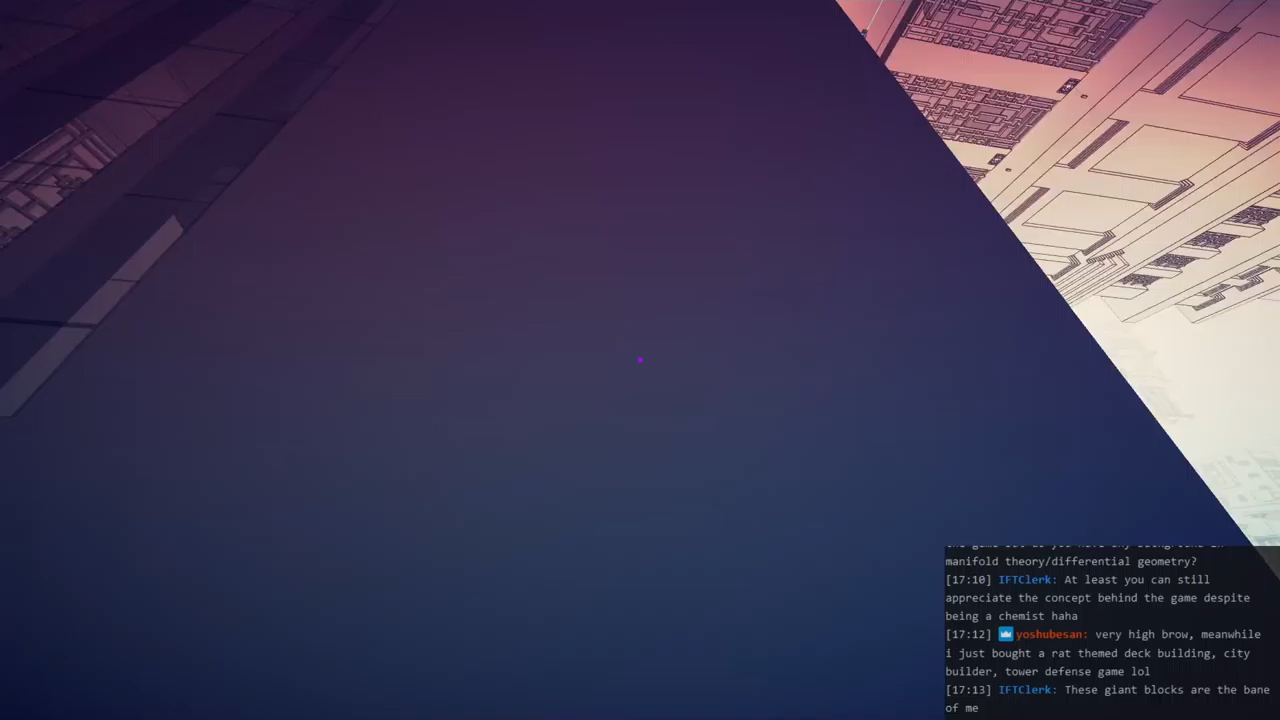 manifold theory/differential geometry?
[17:10] IFTClerk: At least you can still
appreciate the concept behind the game despite
being a chemist haha
[17:12] yoshubesan: very high brow, meanwhile
i just bought a rat themed deck building, city
builder, tower defense game lol
[17:13] IFTClerk: These giant blocks are the bane
of me